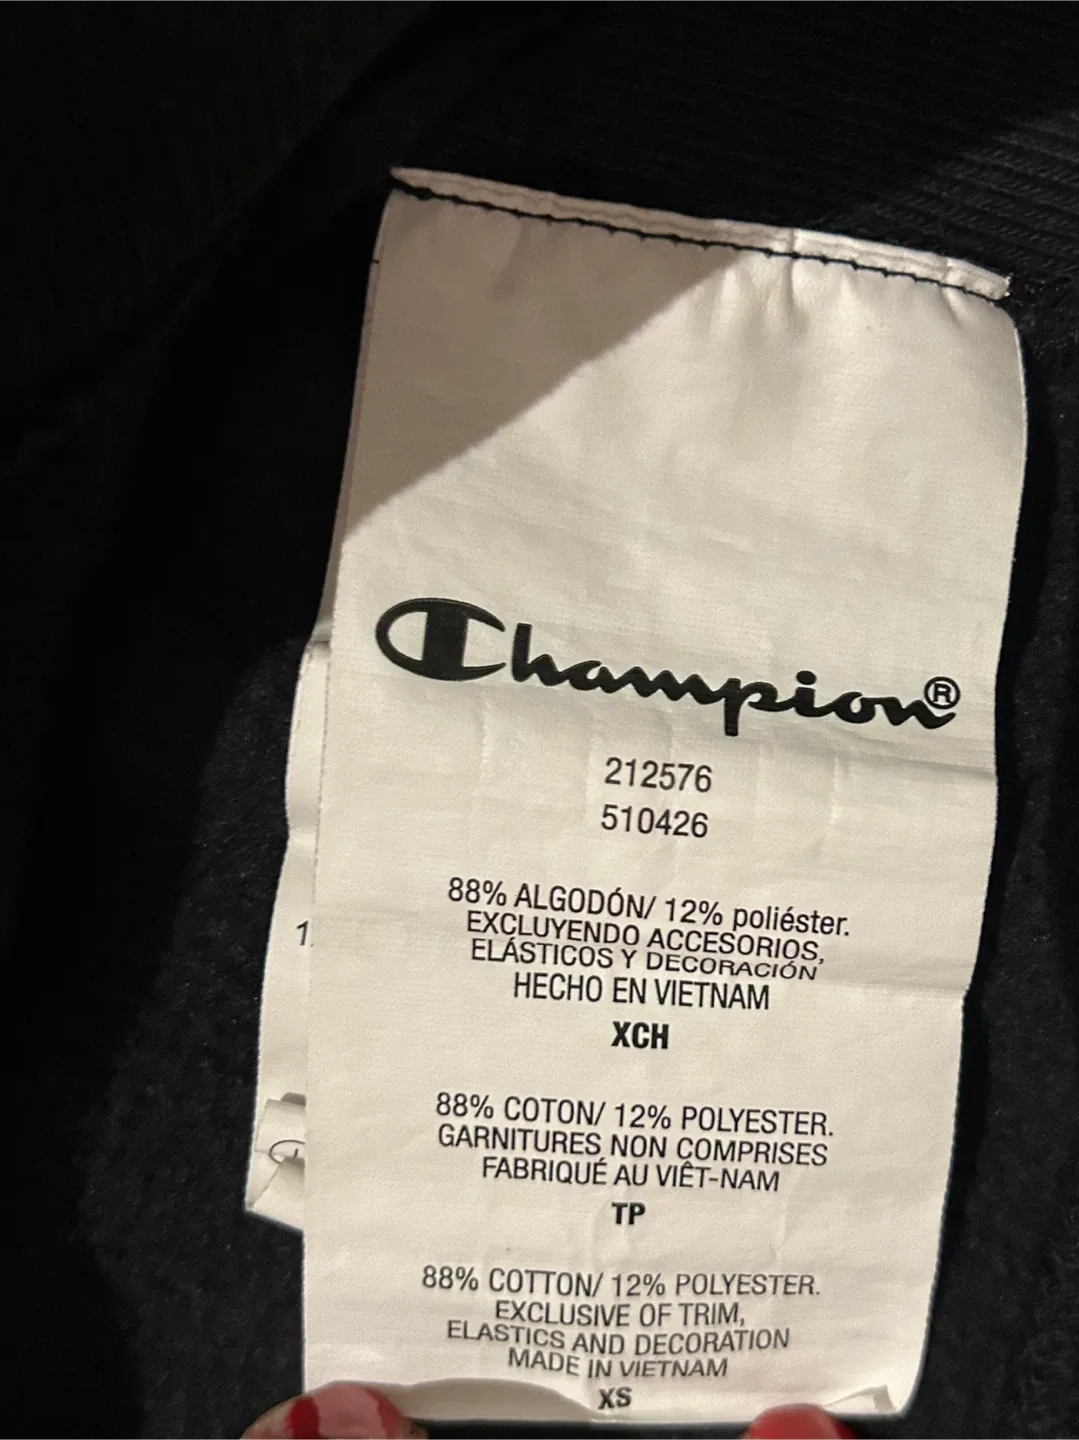 Champion®
212576
510426
88% ALGODÓN/ 12% poliéster.
EXCLUYENDO ACCESORIOS,
ELÁSTICOS Y DECORACIÓN
HECHO EN VIETNAM
XCH
88% COTON/ 12% POLYESTER.
GARNITURES NON COMPRISES
FABRIQUÉ AU VIÊT-NAM
TP
88% COTTON/ 12% POLYESTER.
EXCLUSIVE OF TRIM,
ELASTICS AND DECORATION
MADE IN VIETNAM
XS